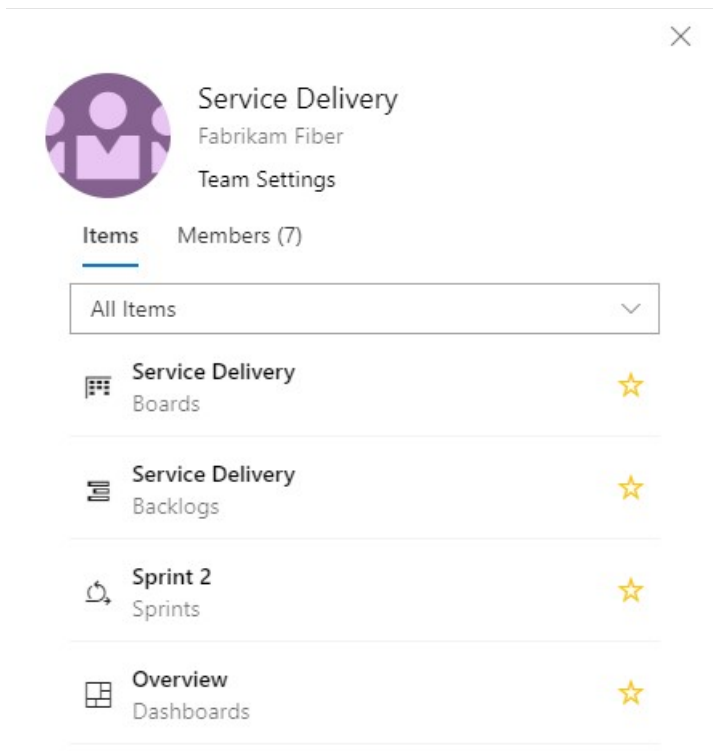 Service Delivery
Fabrikam Fiber
Team Settings
Items Members (7)
All Items
Service Delivery
Boards
Service Delivery
Backlogs
Sprint 2
Sprints
Overview
Dashboards